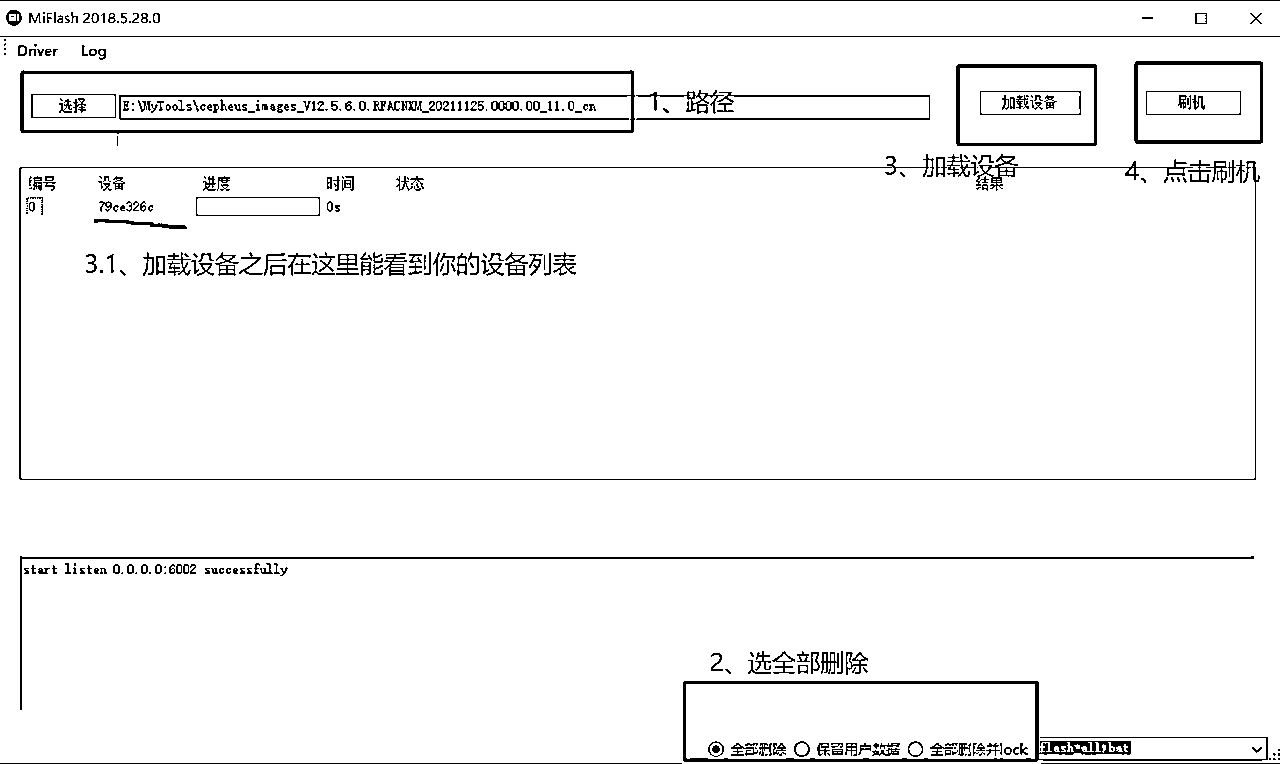 MiFlash 2018.5.28.0
Driver Log
选择 E:\MyTools\cepheus_images_V12.5.6.0.RFACNXM_20211125.0000.00_11.0_cn 1、路径 加载设备 刷机
3、加载设备 4、点击刷机
编号 设备 进度 时间 状态 结果
0 79ce326c 0s
3.1、加载设备之后在这里能看到你的设备列表
start listen 0.0.0.0:6002 successfully
2、选全部删除
全部删除 保留用户数据 全部删除并lock